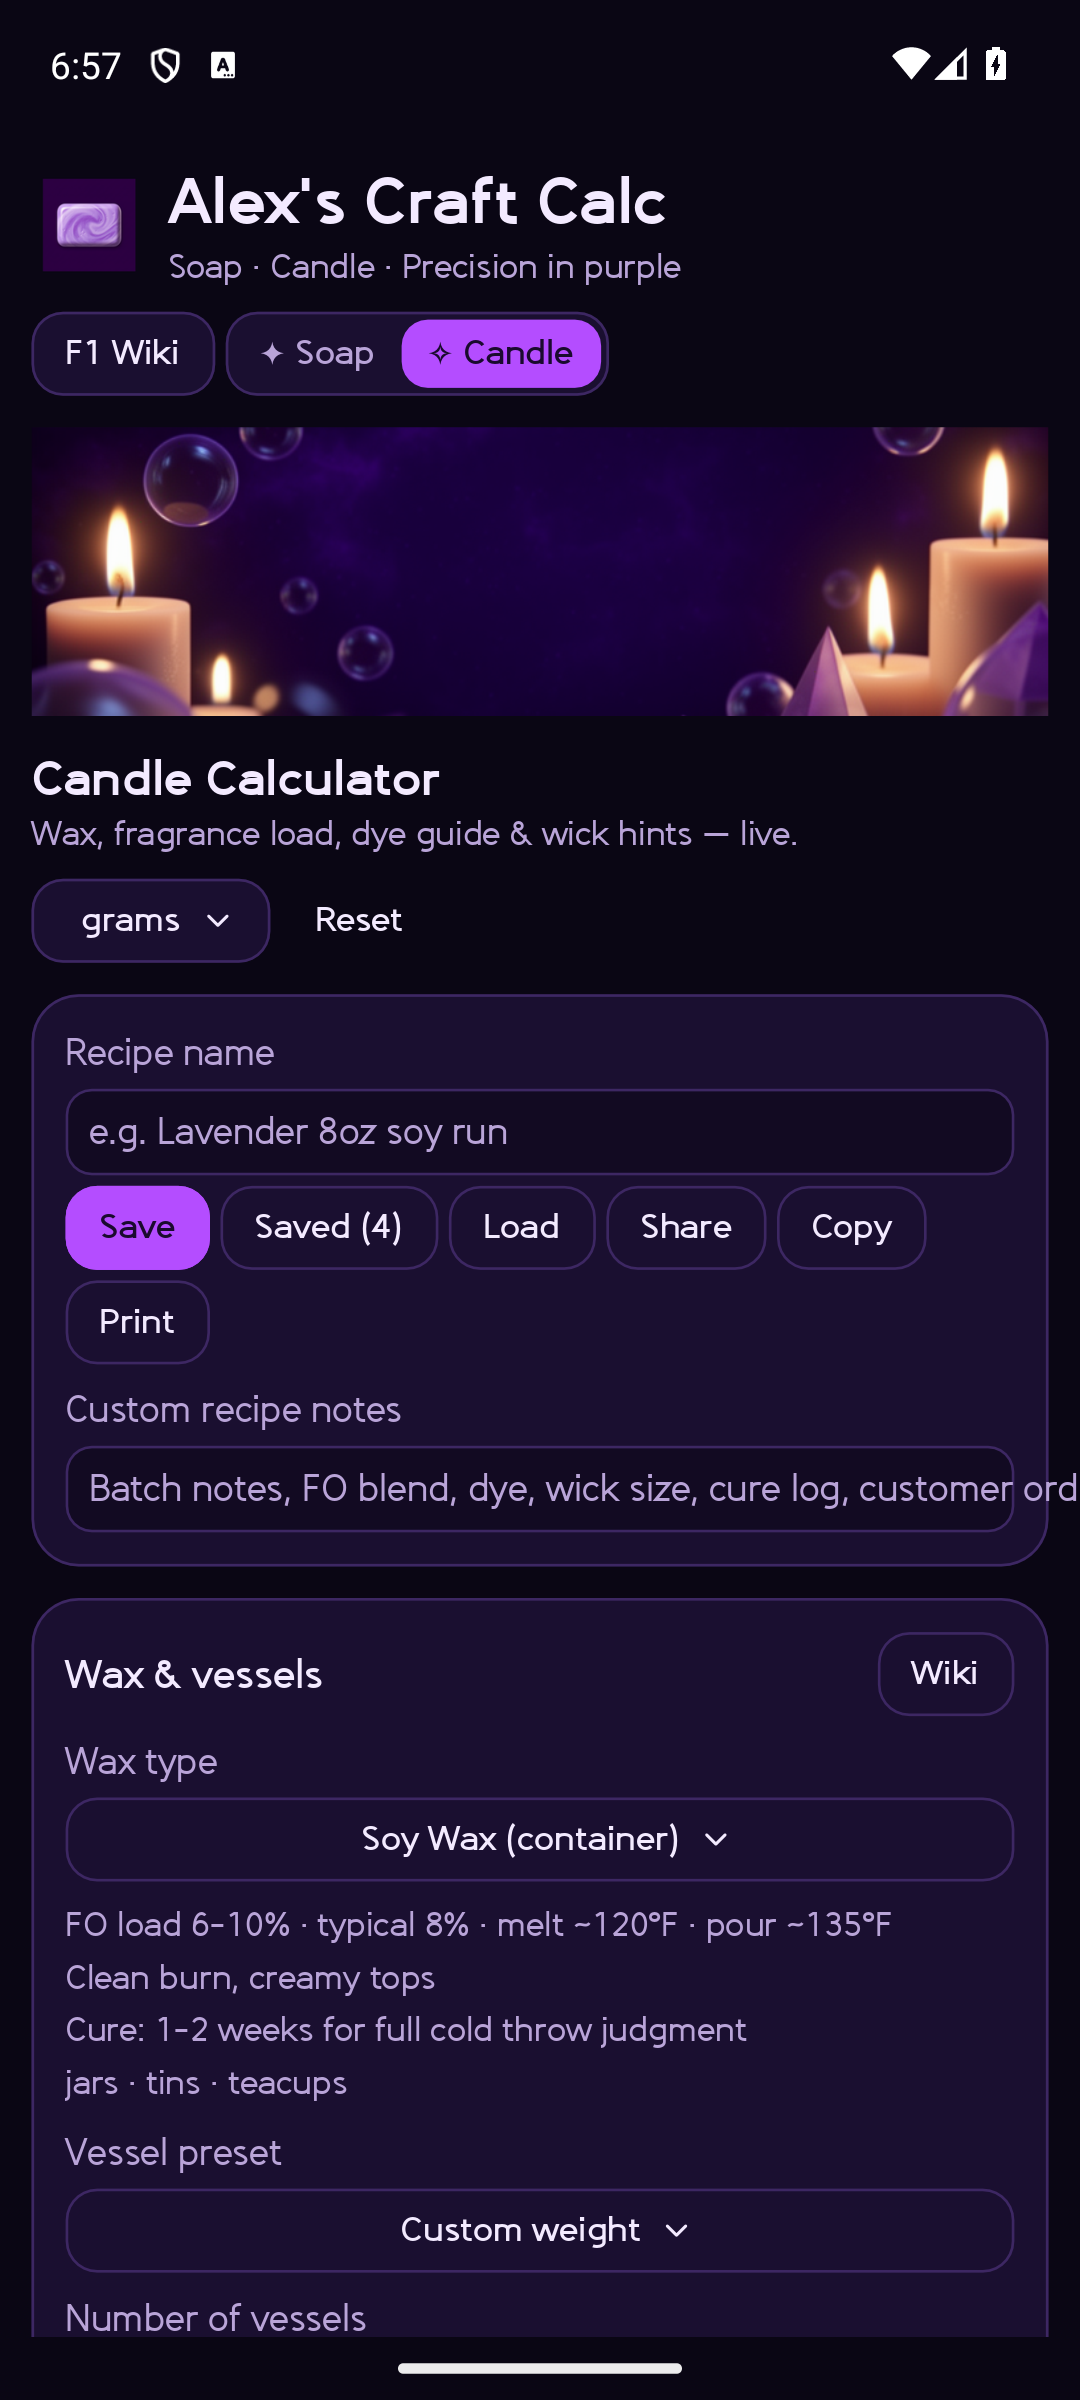 6:57
Alex's Craft Calc
Soap · Candle · Precision in purple
F1 Wiki
✦ Soap
✧ Candle
Candle Calculator
Wax, fragrance load, dye guide & wick hints — live.
grams
Reset
Recipe name
e.g. Lavender 8oz soy run
Save
Saved (4)
Load
Share
Copy
Print
Custom recipe notes
Batch notes, FO blend, dye, wick size, cure log, customer ord
Wax & vessels
Wiki
Wax type
Soy Wax (container)
FO load 6–10% · typical 8% · melt ~120°F · pour ~135°F
Clean burn, creamy tops
Cure: 1–2 weeks for full cold throw judgment
jars · tins · teacups
Vessel preset
Custom weight
Number of vessels